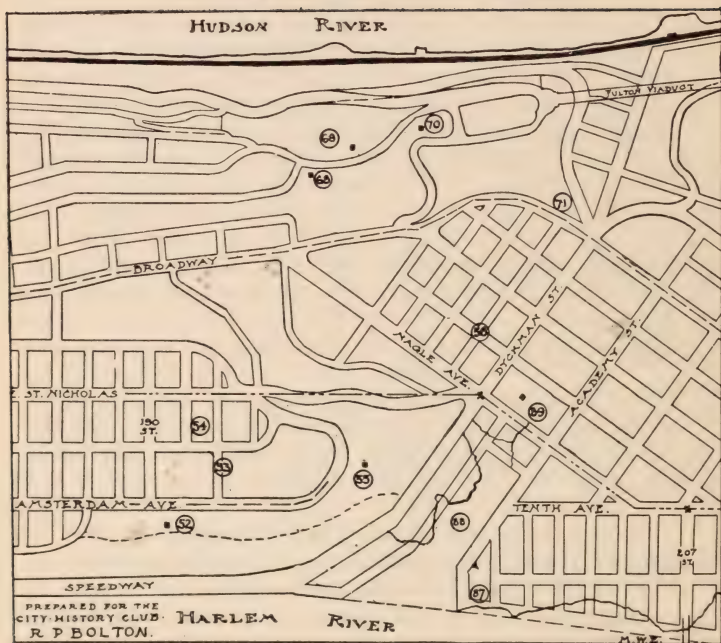 HUDSON RIVER
FULTON VIADUCT
68
70
68
71
BROADWAY
86
NAGLE AVE.
DYCKMAN ST.
ACADEMY ST.
E ST. NICHOLAS
89
190
ST.
54
53
55
AMSTERDAM AVE
52
TENTH AVE.
88
207
ST.
SPEEDWAY
87
PREPARED FOR THE
CITY-HISTORY CLUB.
R P BOLTON.
HARLEM RIVER